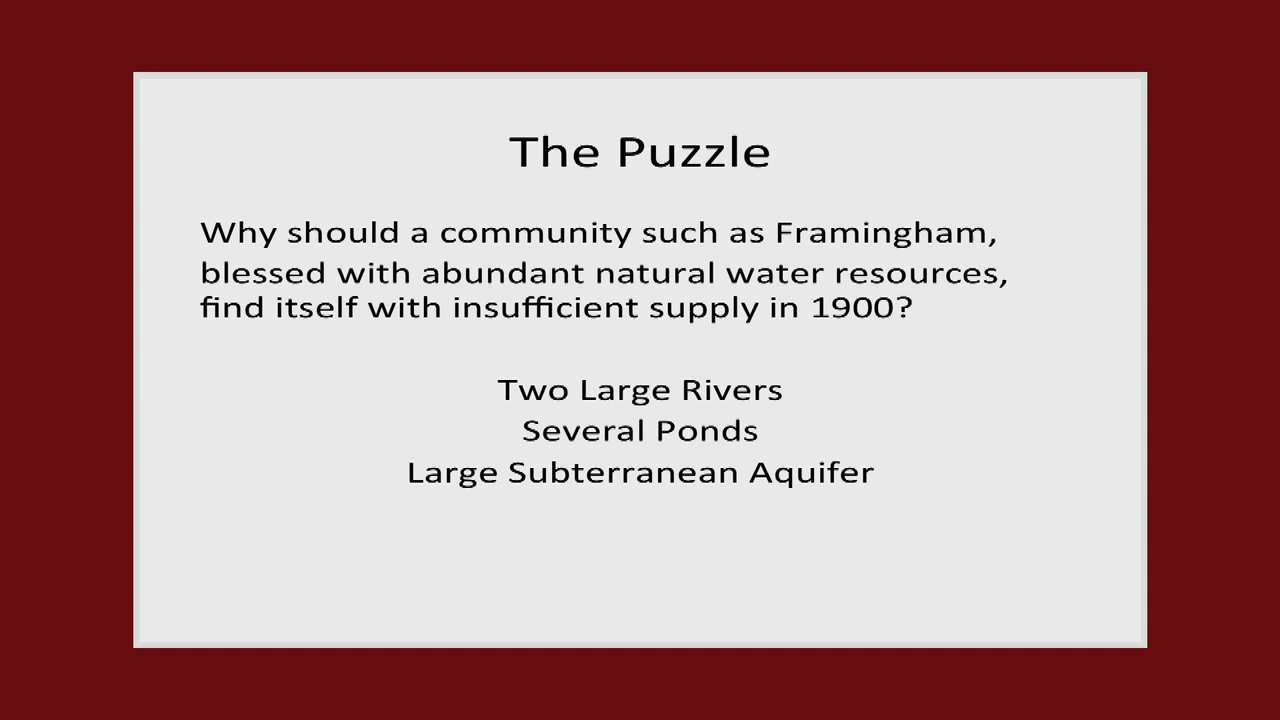 The Puzzle
Why should a community such as Framingham,
blessed with abundant natural water resources,
find itself with insufficient supply in 1900?
Two Large Rivers
Several Ponds
Large Subterranean Aquifer